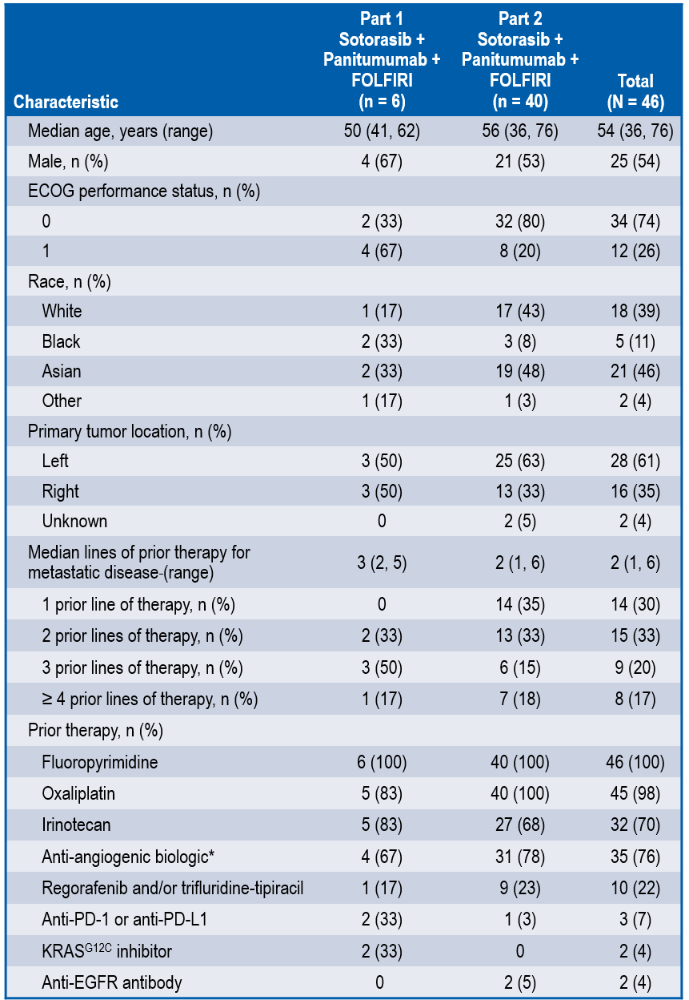 Characteristic Part 1 Sotorasib + Panitumumab + FOLFIRI (n = 6) Part 2 Sotorasib + Panitumumab + FOLFIRI (n = 40) Total (N = 46)
Median age, years (range) 50 (41, 62) 56 (36, 76) 54 (36, 76)
Male, n (%) 4 (67) 21 (53) 25 (54)
ECOG performance status, n (%)
0 2 (33) 32 (80) 34 (74)
1 4 (67) 8 (20) 12 (26)
Race, n (%)
White 1 (17) 17 (43) 18 (39)
Black 2 (33) 3 (8) 5 (11)
Asian 2 (33) 19 (48) 21 (46)
Other 1 (17) 1 (3) 2 (4)
Primary tumor location, n (%)
Left 3 (50) 25 (63) 28 (61)
Right 3 (50) 13 (33) 16 (35)
Unknown 0 2 (5) 2 (4)
Median lines of prior therapy for
metastatic disease-(range) 3 (2, 5) 2 (1, 6) 2 (1, 6)
1 prior line of therapy, n (%) 0 14 (35) 14 (30)
2 prior lines of therapy, n (%) 2 (33) 13 (33) 15 (33)
3 prior lines of therapy, n (%) 3 (50) 6 (15) 9 (20)
≥ 4 prior lines of therapy, n (%) 1 (17) 7 (18) 8 (17)
Prior therapy, n (%)
Fluoropyrimidine 6 (100) 40 (100) 46 (100)
Oxaliplatin 5 (83) 40 (100) 45 (98)
Irinotecan 5 (83) 27 (68) 32 (70)
Anti-angiogenic biologic* 4 (67) 31 (78) 35 (76)
Regorafenib and/or trifluridine-tipiracil 1 (17) 9 (23) 10 (22)
Anti-PD-1 or anti-PD-L1 2 (33) 1 (3) 3 (7)
KRASG12C inhibitor 2 (33) 0 2 (4)
Anti-EGFR antibody 0 2 (5) 2 (4)